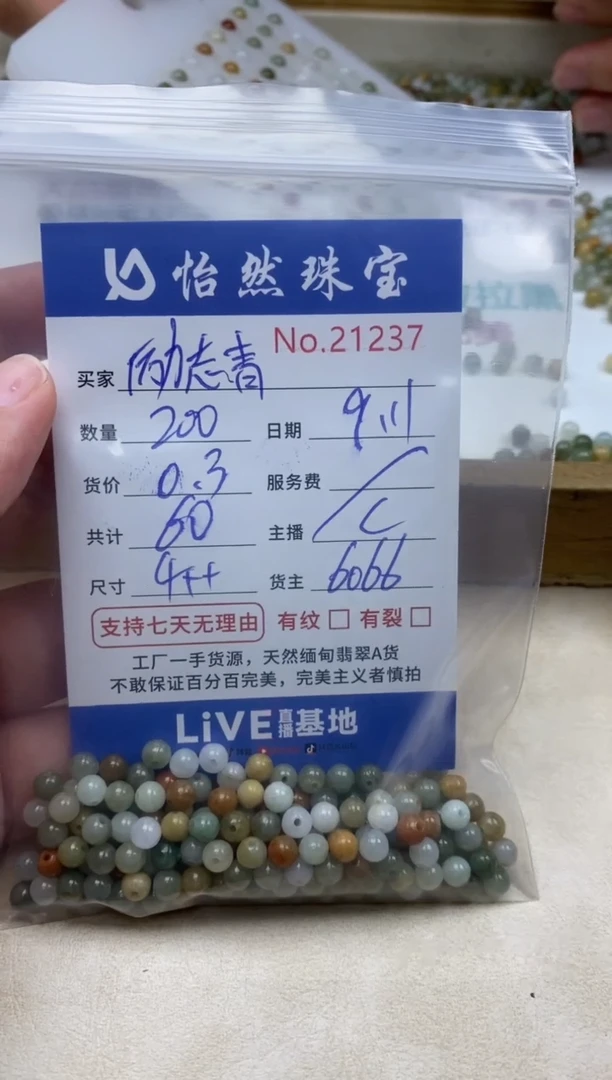 怡然珠宝
No.21237
买家 励志青
数量 200 日期 9.11
货价 0.3 服务费 /
共计 60 主播 C
尺寸 4++ 货主 6066
支持七天无理由 有纹 □ 有裂 □
工厂一手货源，天然缅甸翡翠A货
不敢保证百分百完美，完美主义者慎拍
LiVE直播基地